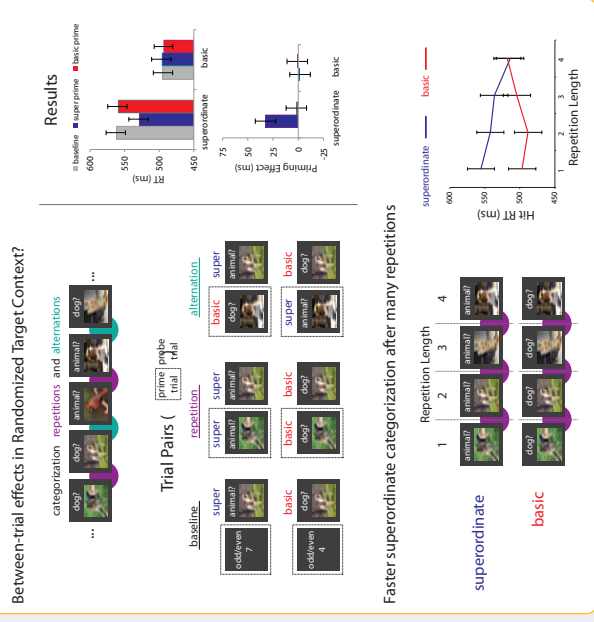 Between-trial effects in Randomized Target Context?
categorization repetitions and alternations
... dog? dog? animal? animal? dog? ...
Trial Pairs (
prime trial
probe trial
baseline repetition alternation
super super super basic super
odd/even 7 animal? animal? animal? dog? animal?
basic basic basic super basic
odd/even 4 dog? dog? dog? animal? dog?
Results
baseline super prime basic prime
RT (ms)
600
550
500
450
superordinate basic
Priming Effect (ms)
75
50
25
0
-25
superordinate basic
Faster superordinate categorization after many repetitions
Repetition Length
1 2 3 4
superordinate
animal? animal? animal? animal?
basic
dog? dog? dog? dog?
superordinate basic
Hit RT (ms)
600
550
500
450
1 2 3 4
Repetition Length